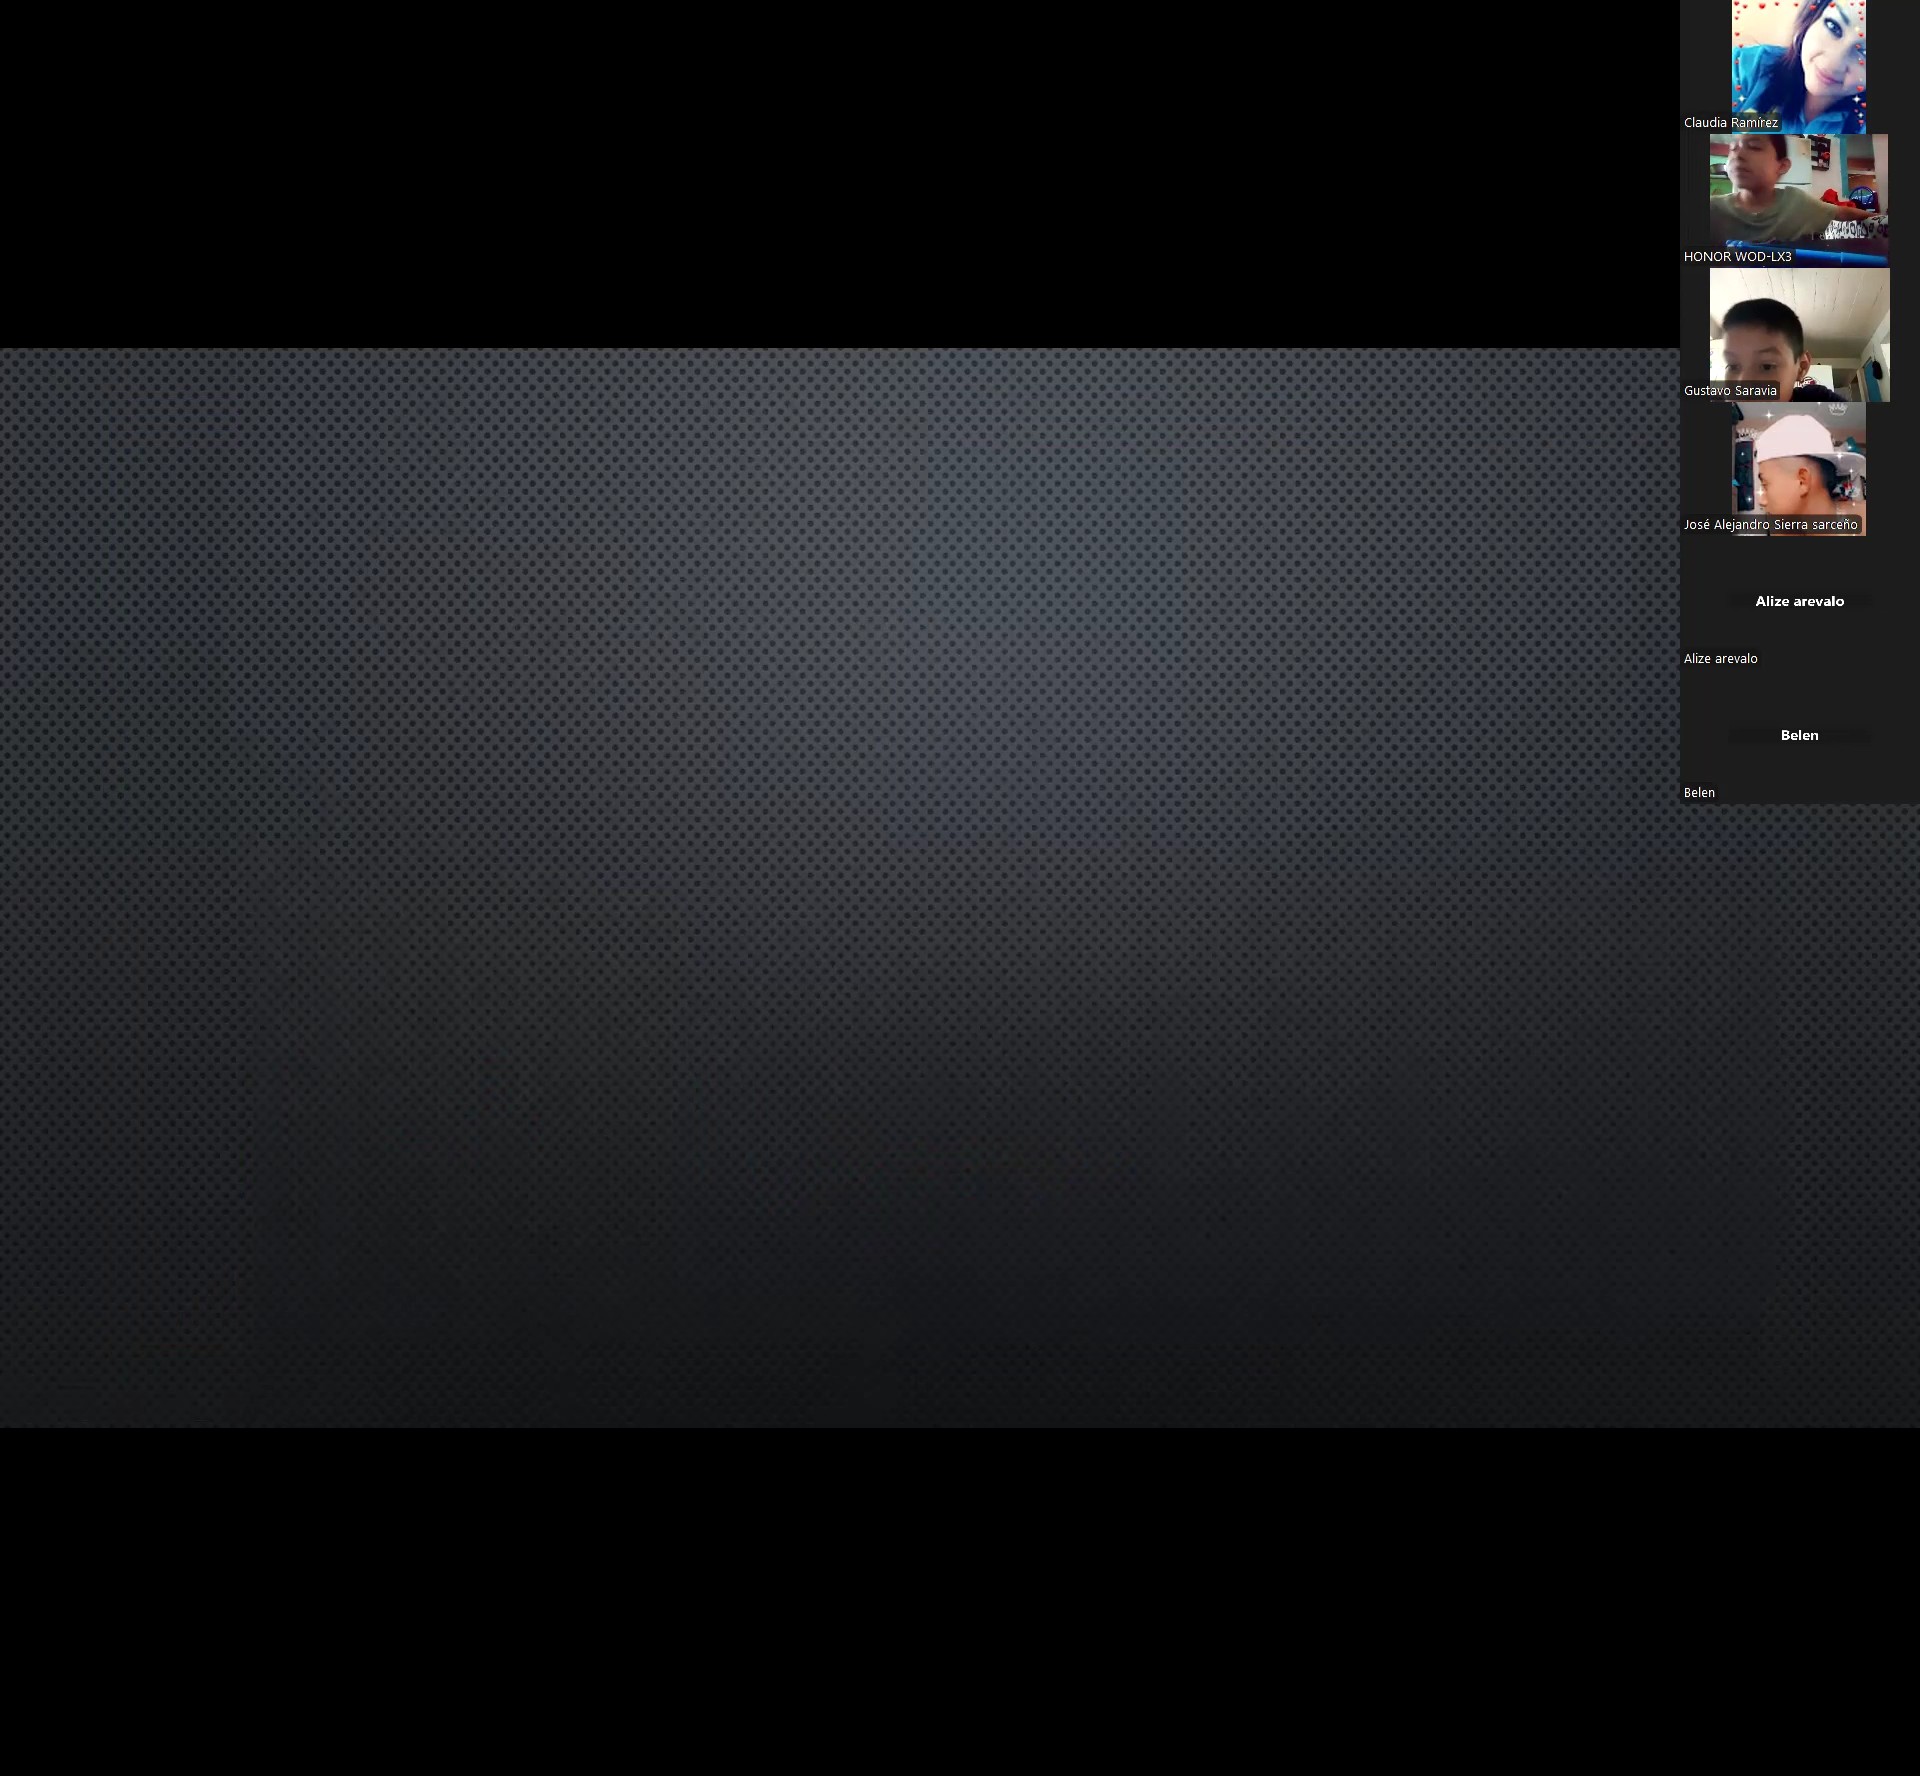 Claudia Ramírez
HONOR WOD-LX3
Gustavo Saravia
José Alejandro Sierra sarceño
Alize arevalo
Alize arevalo
Belen
Belen